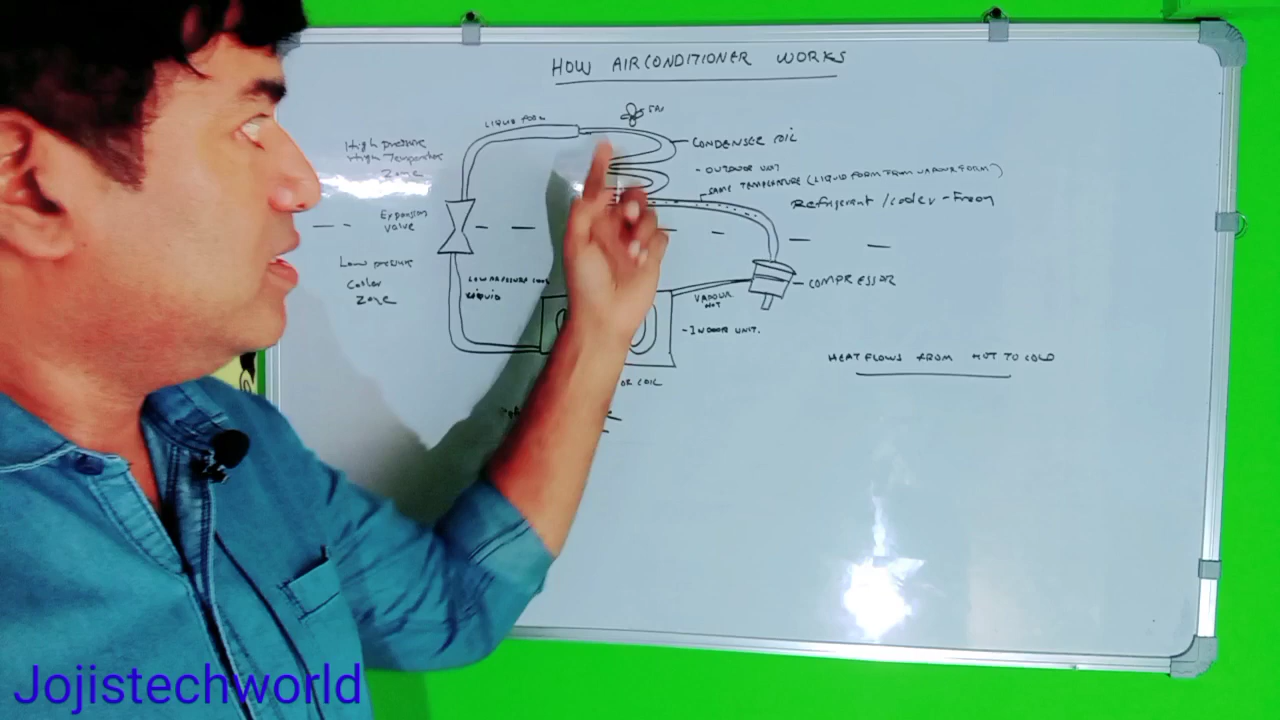 HOW AIRCONDITIONER WORKS
FAN
LIQUID FORM
High pressure
High Temperature
Zone
CONDENSER COIL
- OUTDOOR UNIT
SAME TEMPERATURE (LIQUID FORM FROM VAPOUR FORM)
Refrigerant / cooler - Freon
Expansion
valve
Low pressure
Cooler
Zone
LOW PRESSURE
Liquid
COMPRESSOR
VAPOUR
HOT
- INDOOR UNIT.
HEAT FLOWS FROM HOT TO COLD
OR COIL
Jojistechworld